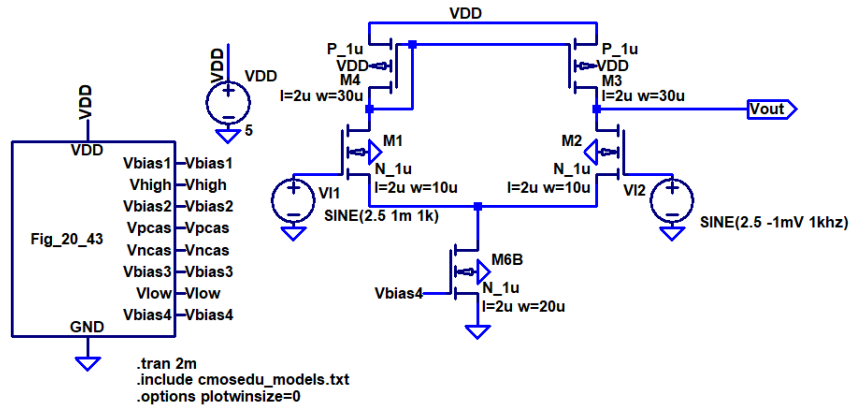 VDD
P_1u
VDD
M4
l=2u w=30u
P_1u
VDD
M3
l=2u w=30u
Vout
VDD
VDD
5
VDD
VDD
Vbias1
Vhigh
Vbias2
Vpcas
Vncas
Vbias3
Vlow
Vbias4
Vbias1
Vhigh
Vbias2
Vpcas
Vncas
Vbias3
Vlow
Vbias4
Fig_20_43
GND
M1
N_1u
l=2u w=10u
VI1
SINE(2.5 1m 1k)
M2
N_1u
l=2u w=10u
VI2
SINE(2.5 -1mV 1khz)
M6B
N_1u
l=2u w=20u
Vbias4
.tran 2m
.include cmosedu_models.txt
.options plotwinsize=0